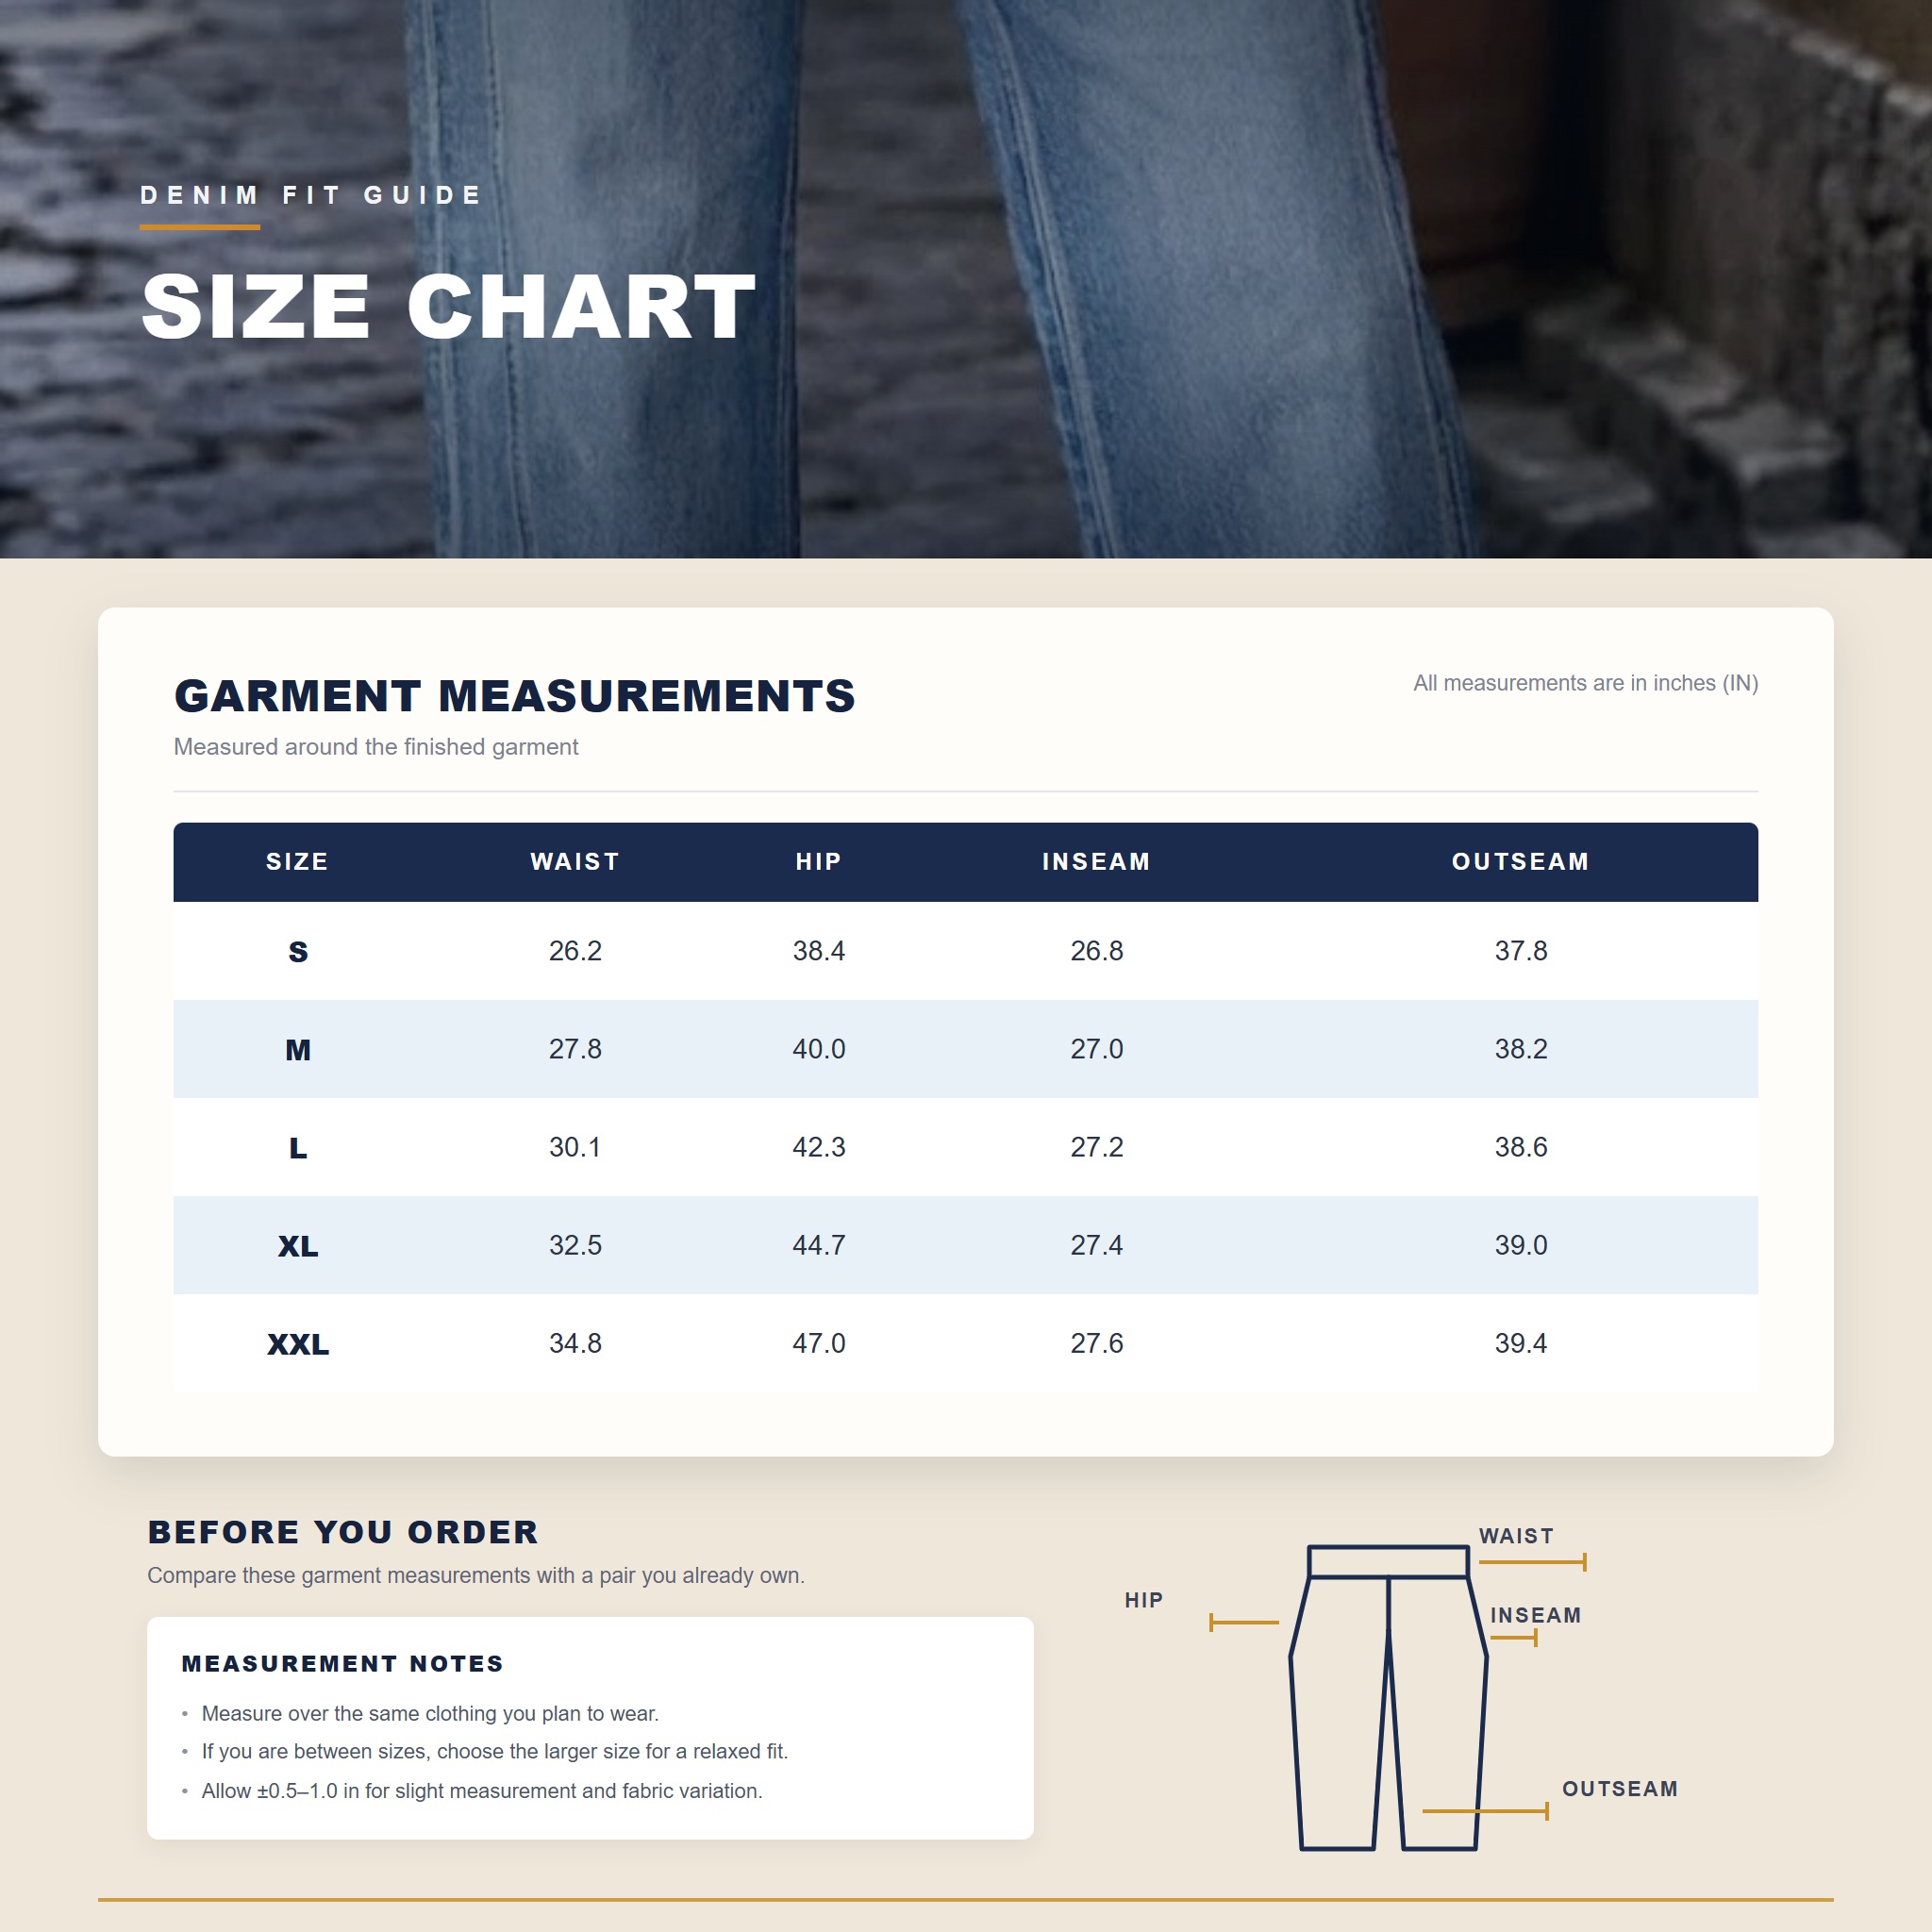 DENIM FIT GUIDE
SIZE CHART
GARMENT MEASUREMENTS
All measurements are in inches (IN)
Measured around the finished garment
SIZE WAIST HIP INSEAM OUTSEAM
S 26.2 38.4 26.8 37.8
M 27.8 40.0 27.0 38.2
L 30.1 42.3 27.2 38.6
XL 32.5 44.7 27.4 39.0
XXL 34.8 47.0 27.6 39.4
BEFORE YOU ORDER
Compare these garment measurements with a pair you already own.
MEASUREMENT NOTES
• Measure over the same clothing you plan to wear.
• If you are between sizes, choose the larger size for a relaxed fit.
• Allow ±0.5–1.0 in for slight measurement and fabric variation.
WAIST
HIP
INSEAM
OUTSEAM